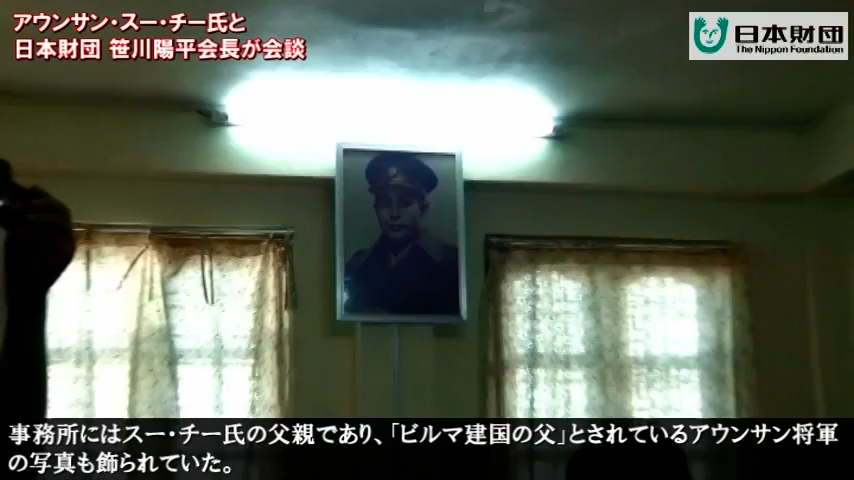 アウンサン・スー・チー氏と
日本財団 笹川陽平会長が会談
日本財団
The Nippon Foundation
事務所にはスー・チー氏の父親であり、「ビルマ建国の父」とされているアウンサン将軍
の写真も飾られていた。